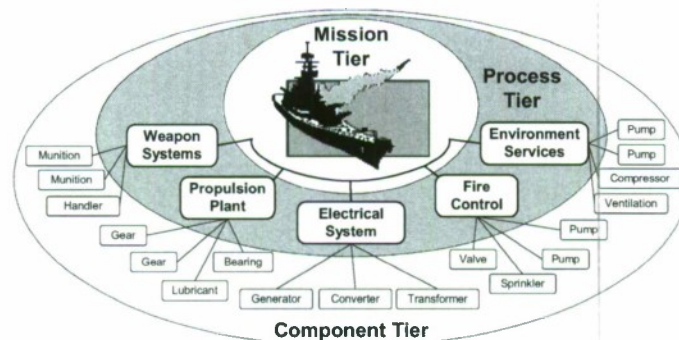 Mission
Tier
Process
Tier
Weapon
Systems
Environment
Services
Propulsion
Plant
Electrical
System
Fire
Control
Munition
Munition
Handler
Gear
Gear
Lubricant
Bearing
Generator
Converter
Transformer
Valve
Sprinkler
Pump
Pump
Pump
Pump
Compressor
Ventilation
Component Tier